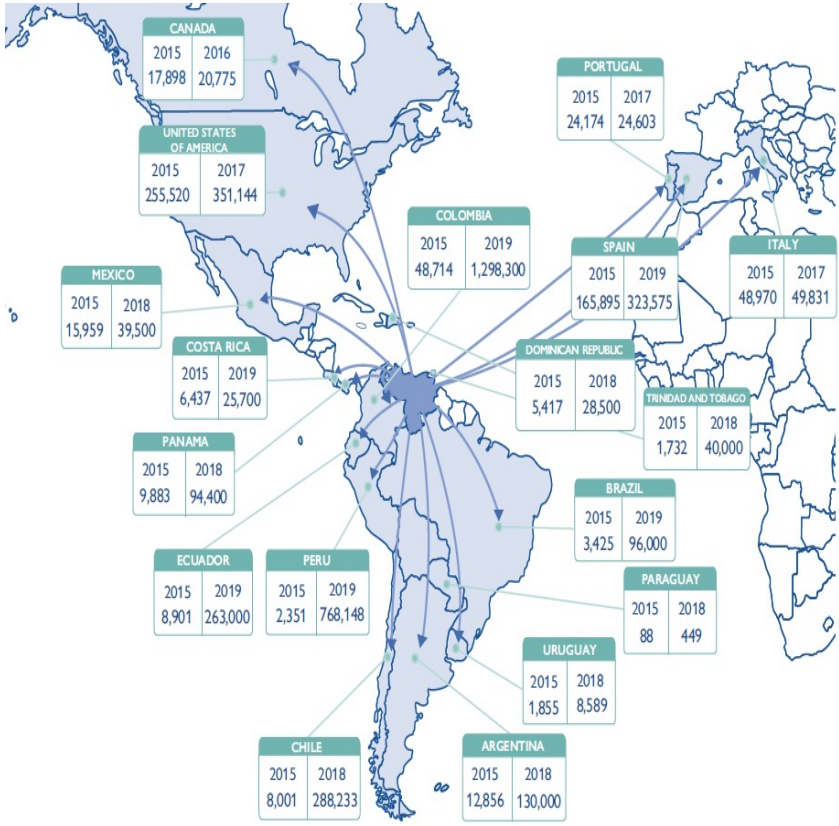 CANADA
2015 2016
17,898 20,775
PORTUGAL
2015 2017
24,174 24,603
UNITED STATES
OF AMERICA
2015 2017
255,520 351,144
COLOMBIA
2015 2019
48,714 1,298,300
SPAIN
2015 2019
165,895 323,575
ITALY
2015 2017
48,970 49,831
MEXICO
2015 2018
15,959 39,500
COSTA RICA
2015 2019
6,437 25,700
DOMINICAN REPUBLIC
2015 2018
5,417 28,500
TRINIDAD AND TOBAGO
2015 2018
1,732 40,000
PANAMA
2015 2018
9,883 94,400
BRAZIL
2015 2019
3,425 96,000
ECUADOR
2015 2019
8,901 263,000
PERU
2015 2019
2,351 768,148
PARAGUAY
2015 2018
88 449
URUGUAY
2015 2018
1,855 8,589
CHILE
2015 2018
8,001 288,233
ARGENTINA
2015 2018
12,856 130,000